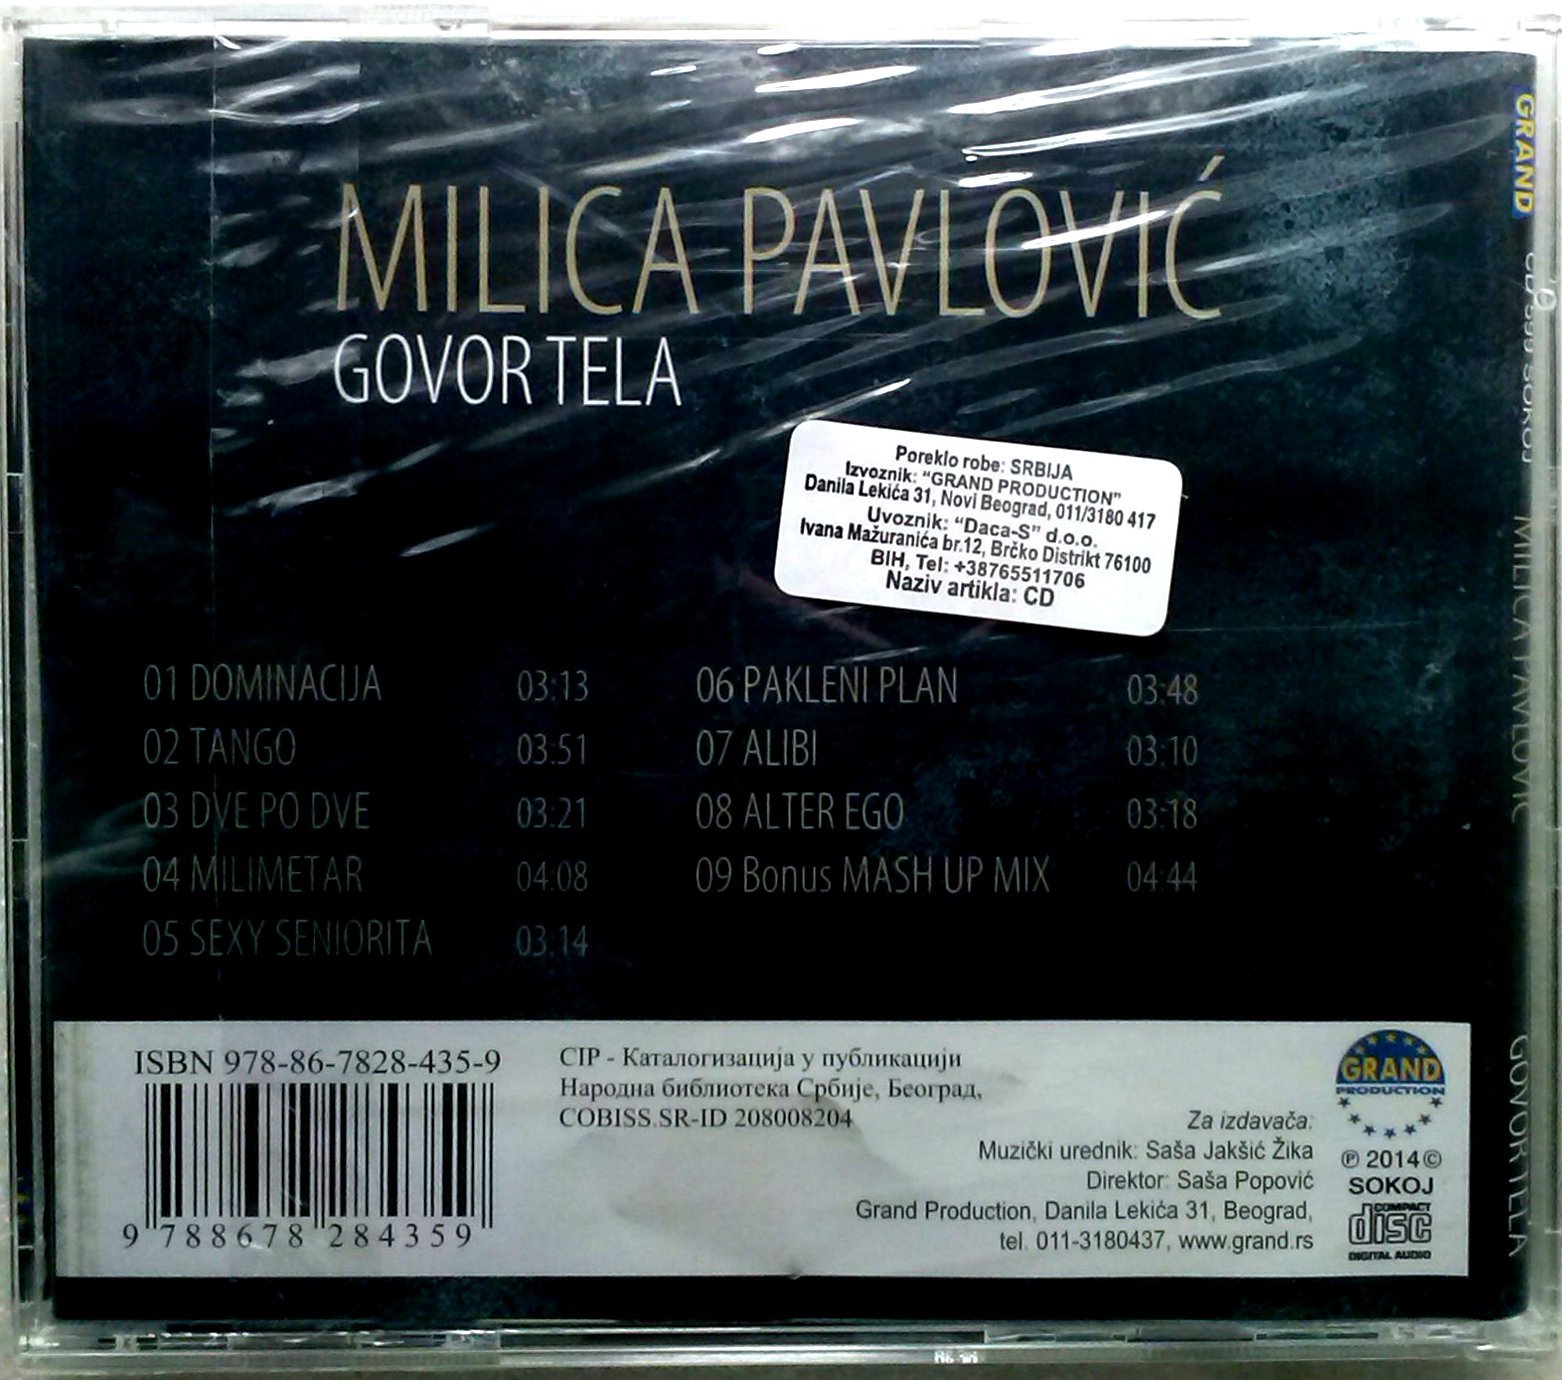 MILICA PAVLOVIĆ
GOVOR TELA
Poreklo robe: SRBIJA
Izvoznik: "GRAND PRODUCTION"
Danila Lekića 31, Novi Beograd, 011/3180 417
Uvoznik: "Daca-S" d.o.o.
Ivana Mažuranića br.12, Brčko Distrikt 76100
BIH, Tel: +38765511706
Naziv artikla: CD
01 DOMINACIJA 03:13
02 TANGO 03:51
03 DVE PO DVE 03:21
04 MILIMETAR 04:08
05 SEXY SENIORITA 03:14
06 PAKLENI PLAN 03:48
07 ALIBI 03:10
08 ALTER EGO 03:18
09 Bonus MASH UP MIX 04:44
ISBN 978-86-7828-435-9
9 788678 284359
CIP - Каталогизација у публикацији
Народна библиотека Србије, Београд,
COBISS.SR-ID 208008204
Za izdavača:
Muzički urednik: Saša Jakšić Žika
Direktor: Saša Popović
Grand Production, Danila Lekića 31, Beograd,
tel. 011-3180437, www.grand.rs
GRAND
PRODUCTION
℗ 2014 ©
SOKOJ
COMPACT
disc
DIGITAL AUDIO
GRAND
CD SOKOJ
MILICA PAVLOVIĆ
GOVOR TELA